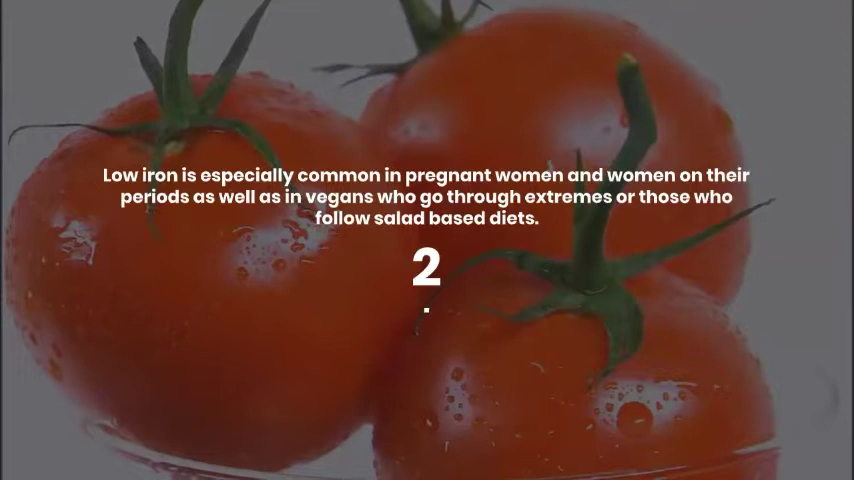 Low iron is especially common in pregnant women and women on their
periods as well as in vegans who go through extremes or those who
follow salad based diets.
2
.